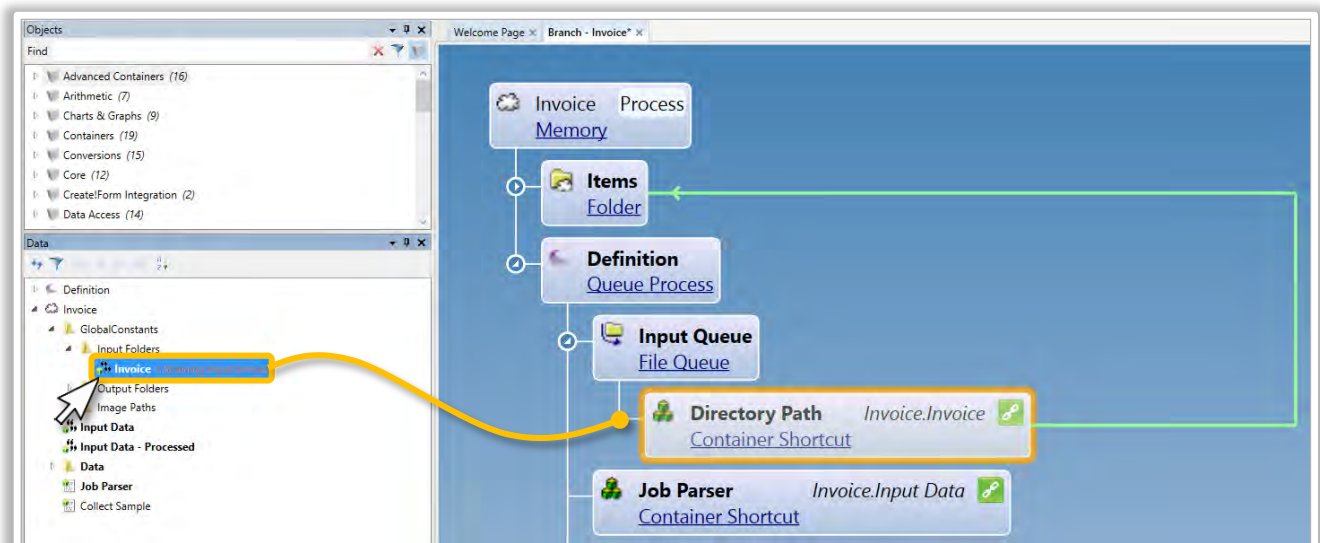 Objects
Find
Advanced Containers (16)
Arithmetic (7)
Charts & Graphs (9)
Containers (19)
Conversions (15)
Core (12)
Create!Form Integration (2)
Data Access (14)
Data
Definition
Invoice
GlobalConstants
Input Folders
Invoice
Output Folders
Image Paths
Input Data
Input Data - Processed
Data
Job Parser
Collect Sample
Welcome Page Branch - Invoice*
Invoice Process
Memory
Items
Folder
Definition
Queue Process
Input Queue
File Queue
Directory Path Invoice.Invoice
Container Shortcut
Job Parser Invoice.Input Data
Container Shortcut